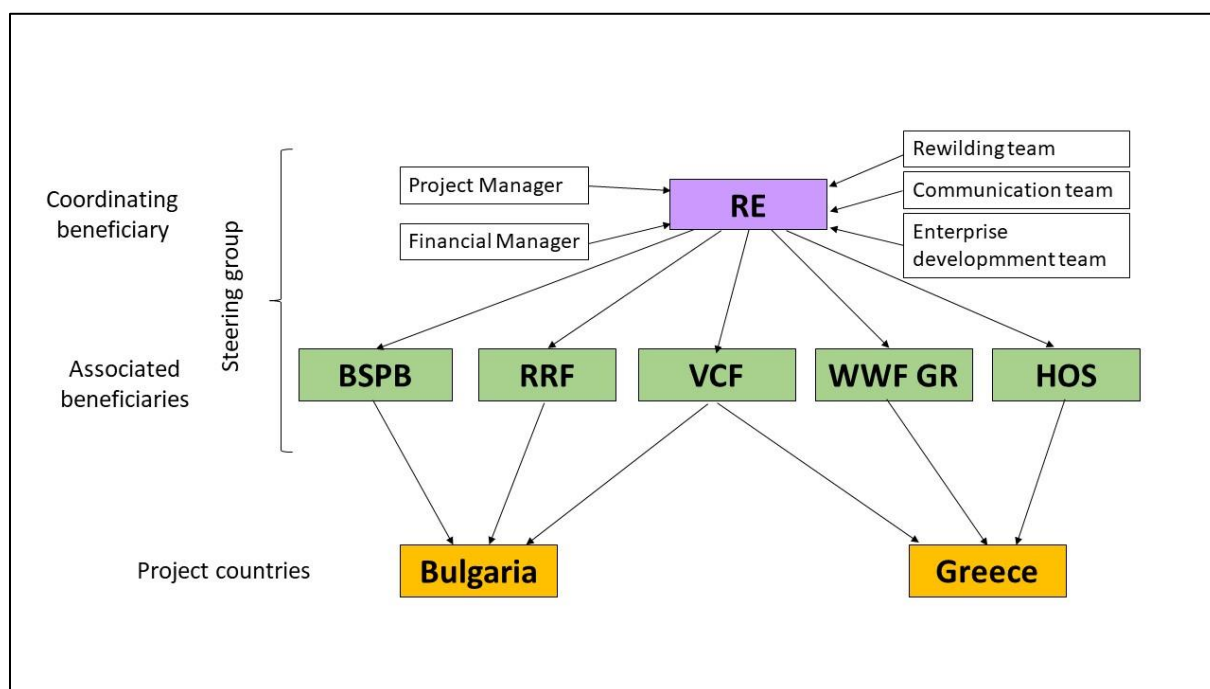 Coordinating
beneficiary
Steering group
Project Manager
Financial Manager
RE
Rewilding team
Communication team
Enterprise
developmment team
Associated
beneficiaries
BSPB
RRF
VCF
WWF GR
HOS
Project countries
Bulgaria
Greece